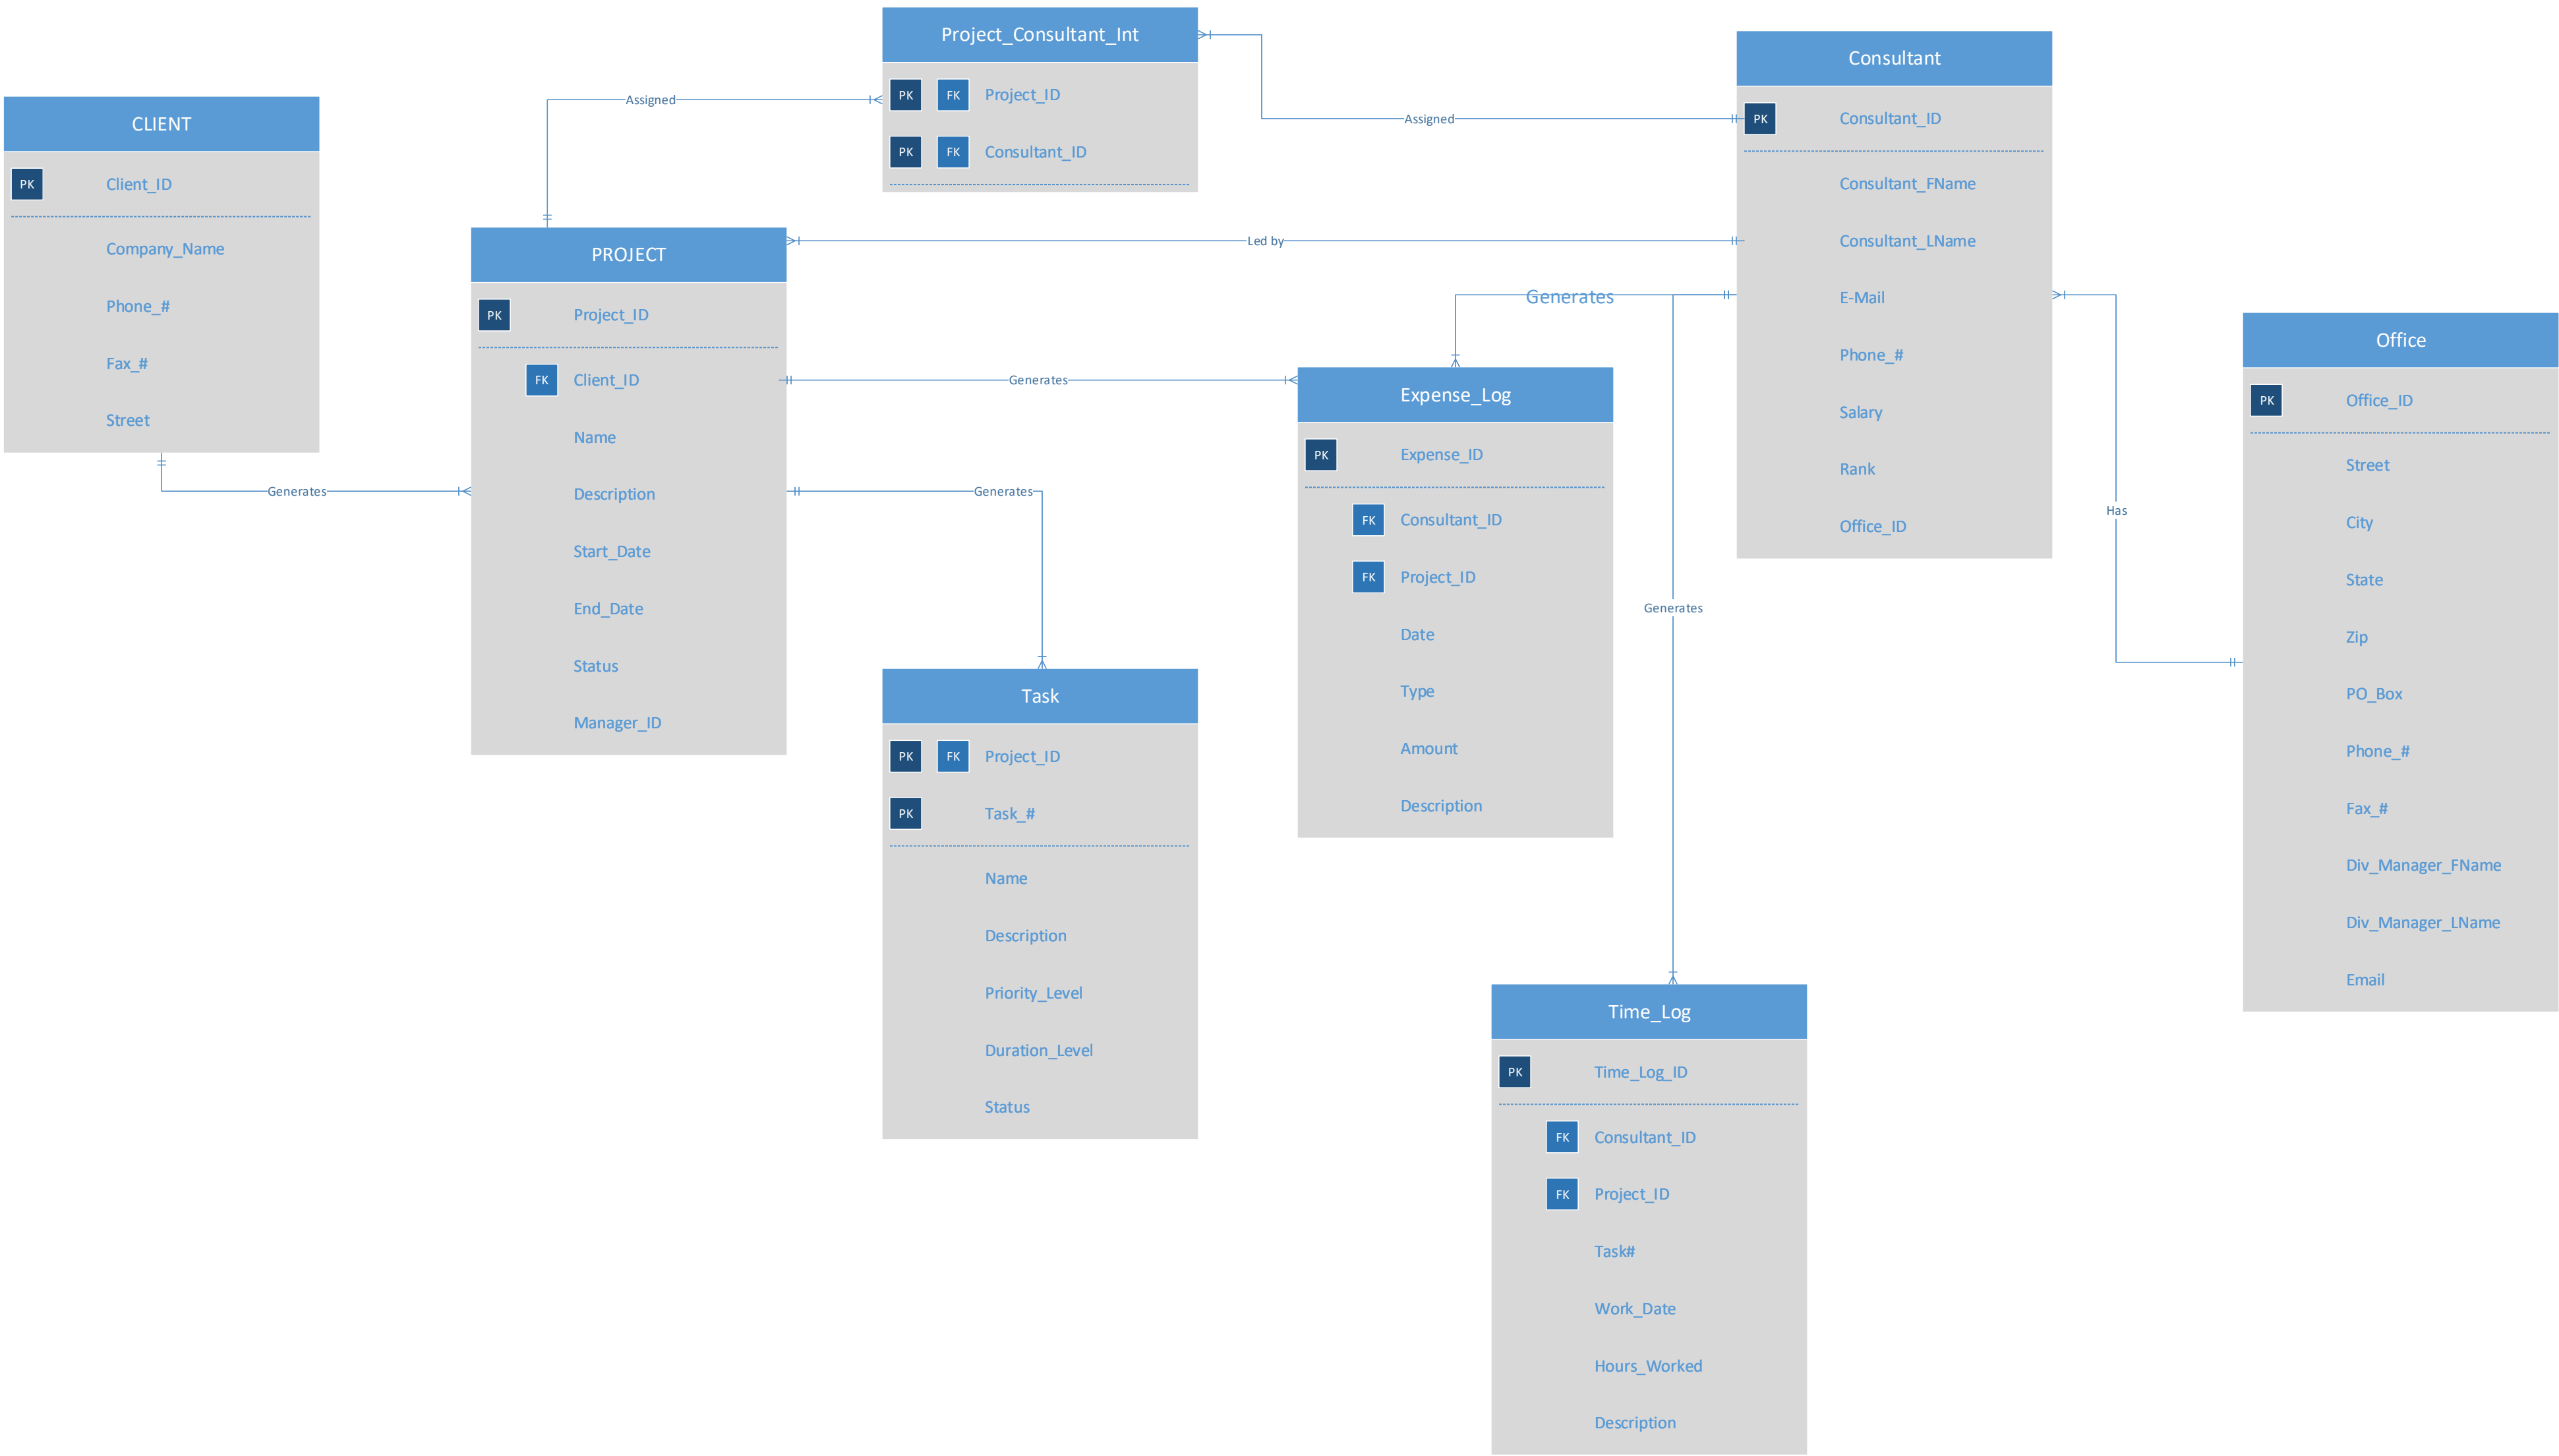 Project_Consultant_Int
PK FK Project_ID
PK FK Consultant_ID
Consultant
PK Consultant_ID
Consultant_FName
Consultant_LName
E-Mail
Phone_#
Salary
Rank
Office_ID
CLIENT
PK Client_ID
Company_Name
Phone_#
Fax_#
Street
Assigned
Assigned
PROJECT
PK Project_ID
FK Client_ID
Name
Description
Start_Date
End_Date
Status
Manager_ID
Led by
Generates
Generates
Generates
Generates
Generates
Has
Expense_Log
PK Expense_ID
FK Consultant_ID
FK Project_ID
Date
Type
Amount
Description
Office
PK Office_ID
Street
City
State
Zip
PO_Box
Phone_#
Fax_#
Div_Manager_FName
Div_Manager_LName
Email
Task
PK FK Project_ID
PK Task_#
Name
Description
Priority_Level
Duration_Level
Status
Time_Log
PK Time_Log_ID
FK Consultant_ID
FK Project_ID
Task#
Work_Date
Hours_Worked
Description